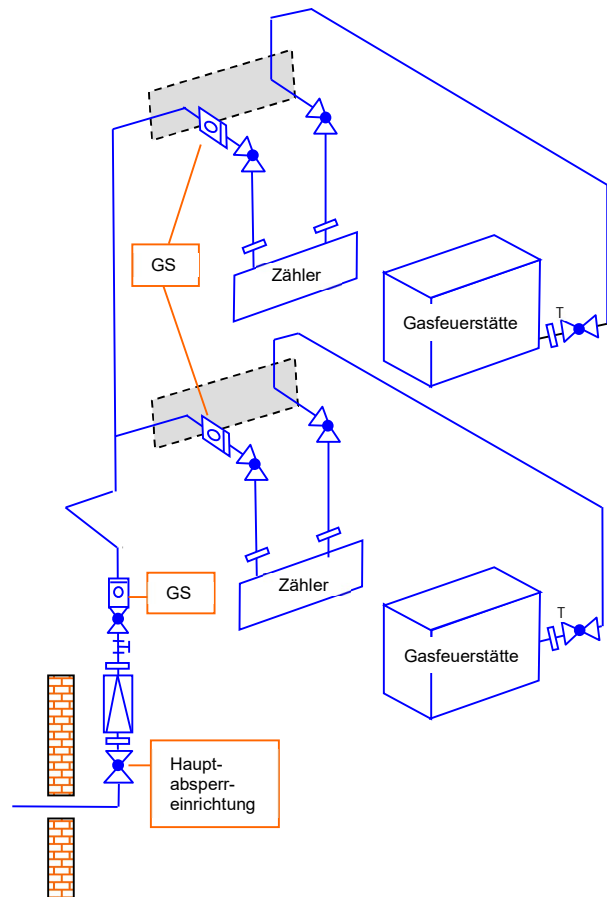 GS
Zähler
T
Gasfeuerstätte
GS
Zähler
T
Gasfeuerstätte
Haupt-
absperr-
einrichtung